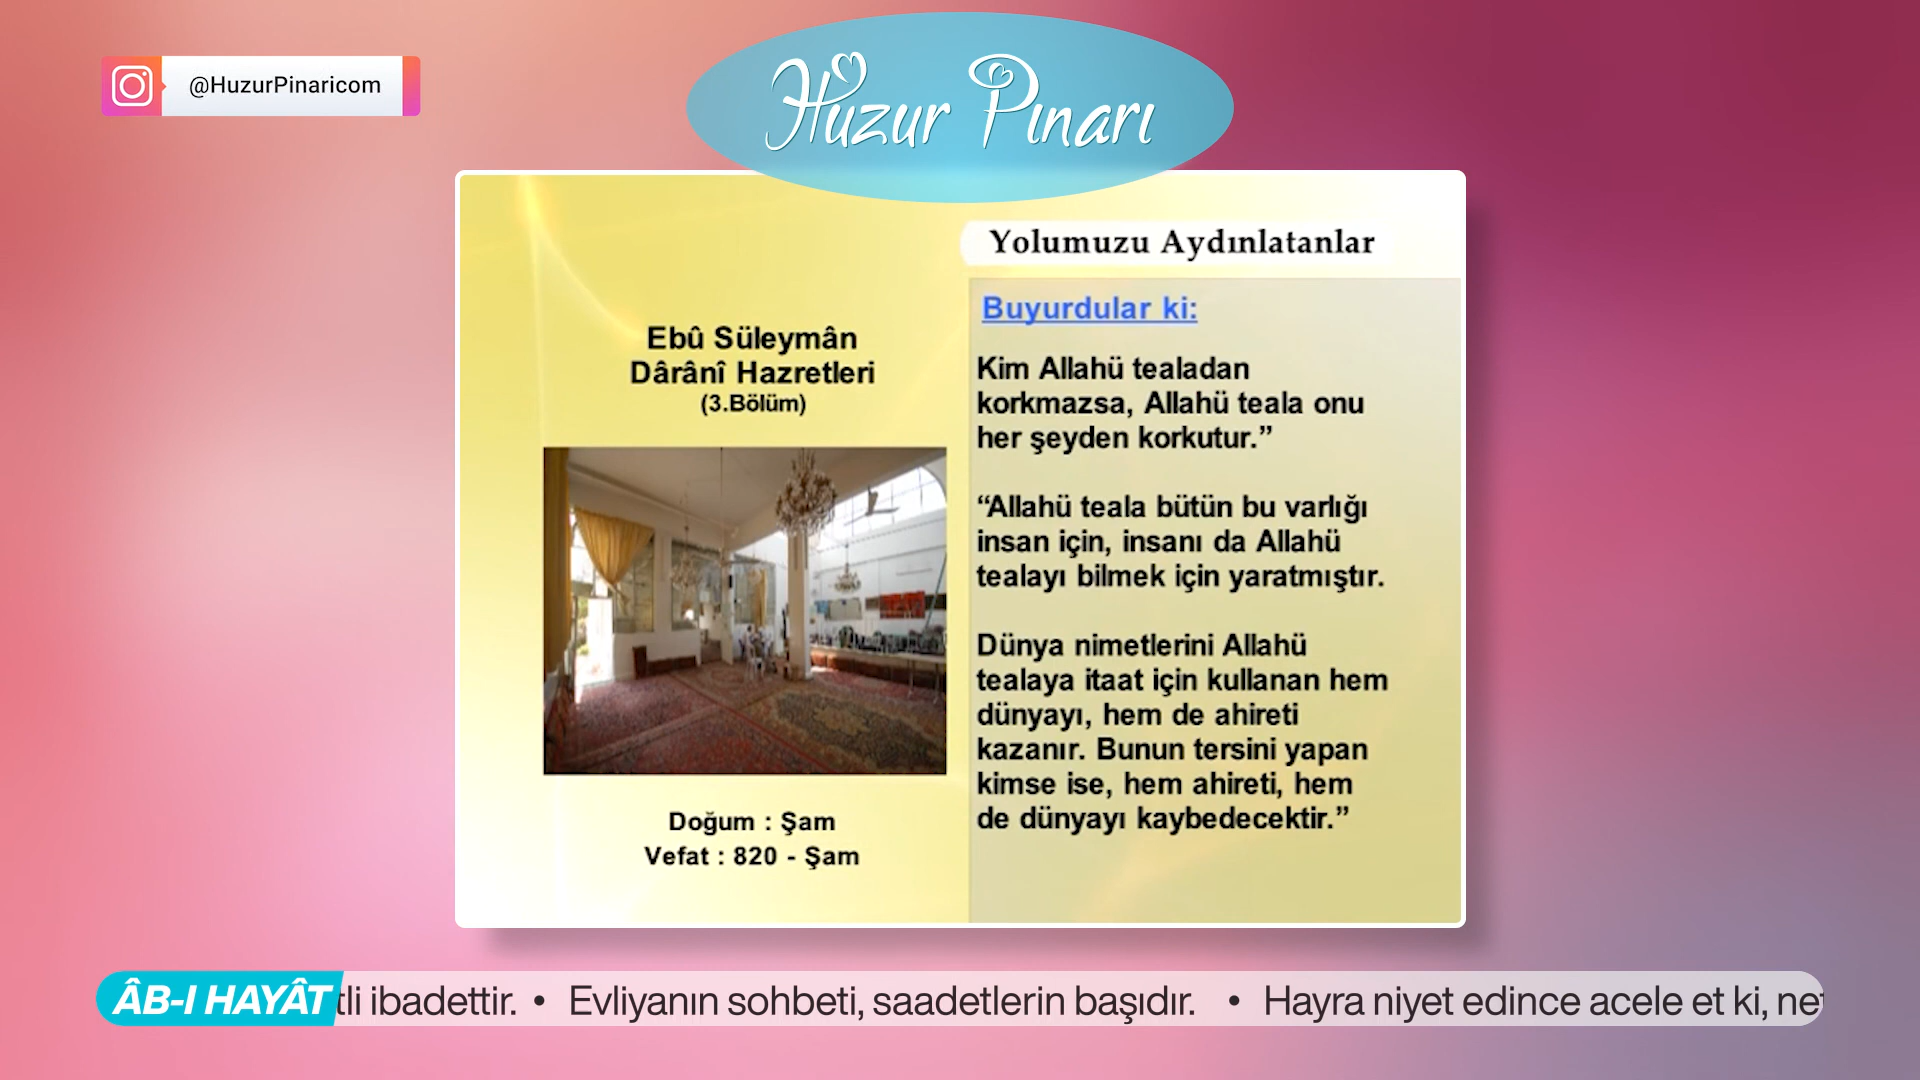 @HuzurPinaricom
Huzur Pınarı
Yolumuzu Aydınlatanlar
Ebû Süleymân
Dârânî Hazretleri
(3.Bölüm)
Doğum : Şam
Vefat : 820 - Şam
Buyurdular ki:
Kim Allahü tealadan
korkmazsa, Allahü teala onu
her şeyden korkutur.”
“Allahü teala bütün bu varlığı
insan için, insanı da Allahü
tealayı bilmek için yaratmıştır.
Dünya nimetlerini Allahü
tealaya itaat için kullanan hem
dünyayı, hem de ahireti
kazanır. Bunun tersini yapan
kimse ise, hem ahireti, hem
de dünyayı kaybedecektir.”
ÂB-I HAYÂT
ibadettir. • Evliyanın sohbeti, saadetlerin başıdır. • Hayra niyet edince acele et ki,